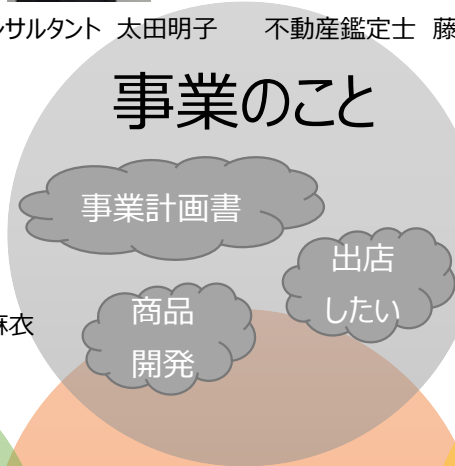 ンサルタント 太田明子 不動産鑑定士 藤
事業のこと
事業計画書
出店
したい
商品
開発
麻衣